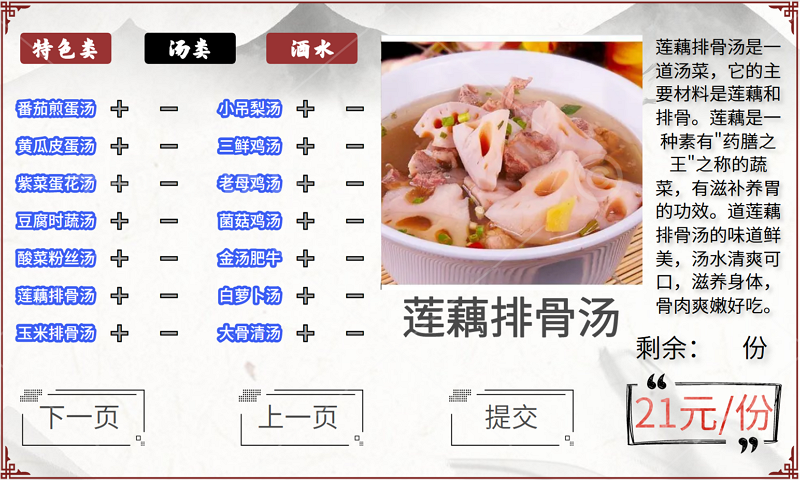 特色类
汤类
酒水
番茄煎蛋汤
小吊梨汤
黄瓜皮蛋汤
三鲜鸡汤
紫菜蛋花汤
老母鸡汤
豆腐时蔬汤
菌菇鸡汤
酸菜粉丝汤
金汤肥牛
莲藕排骨汤
白萝卜汤
玉米排骨汤
大骨清汤
莲藕排骨汤
莲藕排骨汤是一
道汤菜，它的主
要材料是莲藕和
排骨。莲藕是一
种素有"药膳之
王"之称的蔬
菜，有滋补养胃
的功效。道莲藕
排骨汤的味道鲜
美，汤水清爽可
口，滋养身体，
骨肉爽嫩好吃。
剩余： 份
21元/份
下一页
上一页
提交